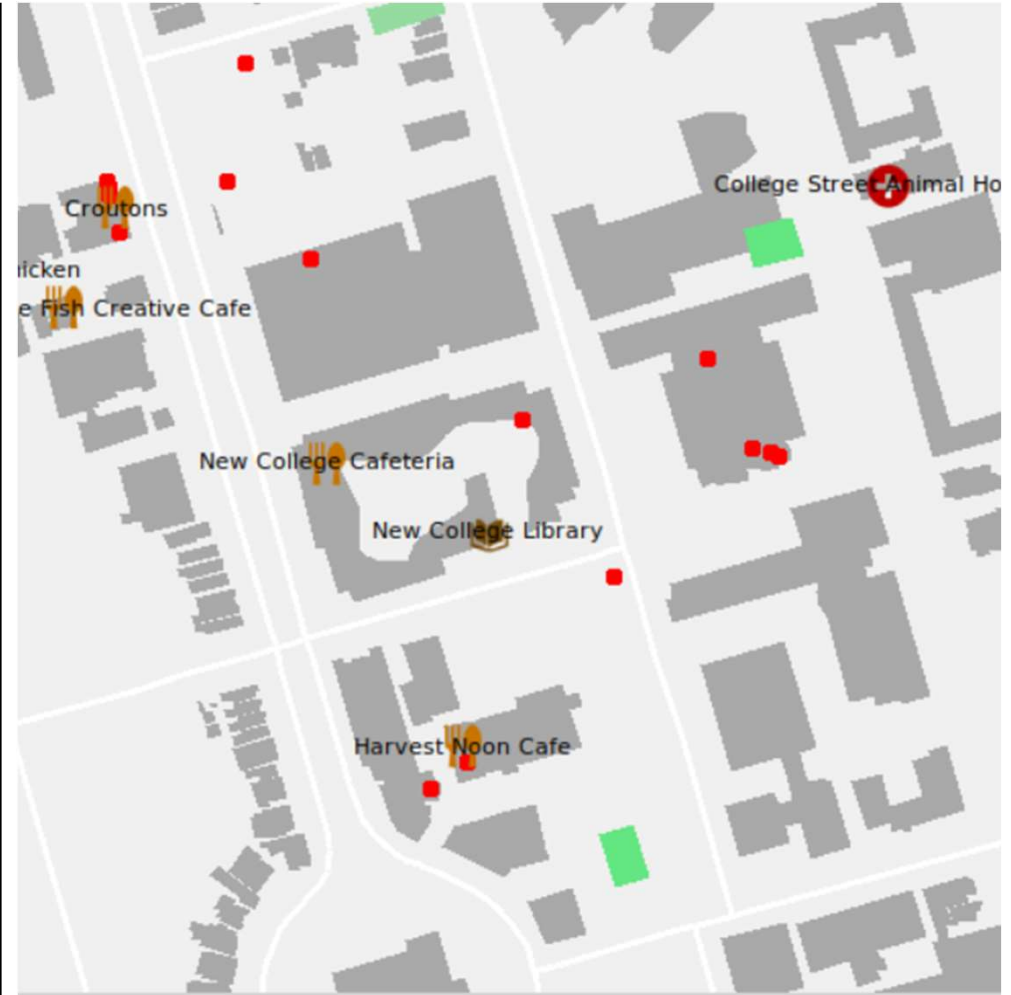 College Street Animal Ho
Croutons
icken
e Fish Creative Cafe
New College Cafeteria
New College Library
Harvest Noon Cafe